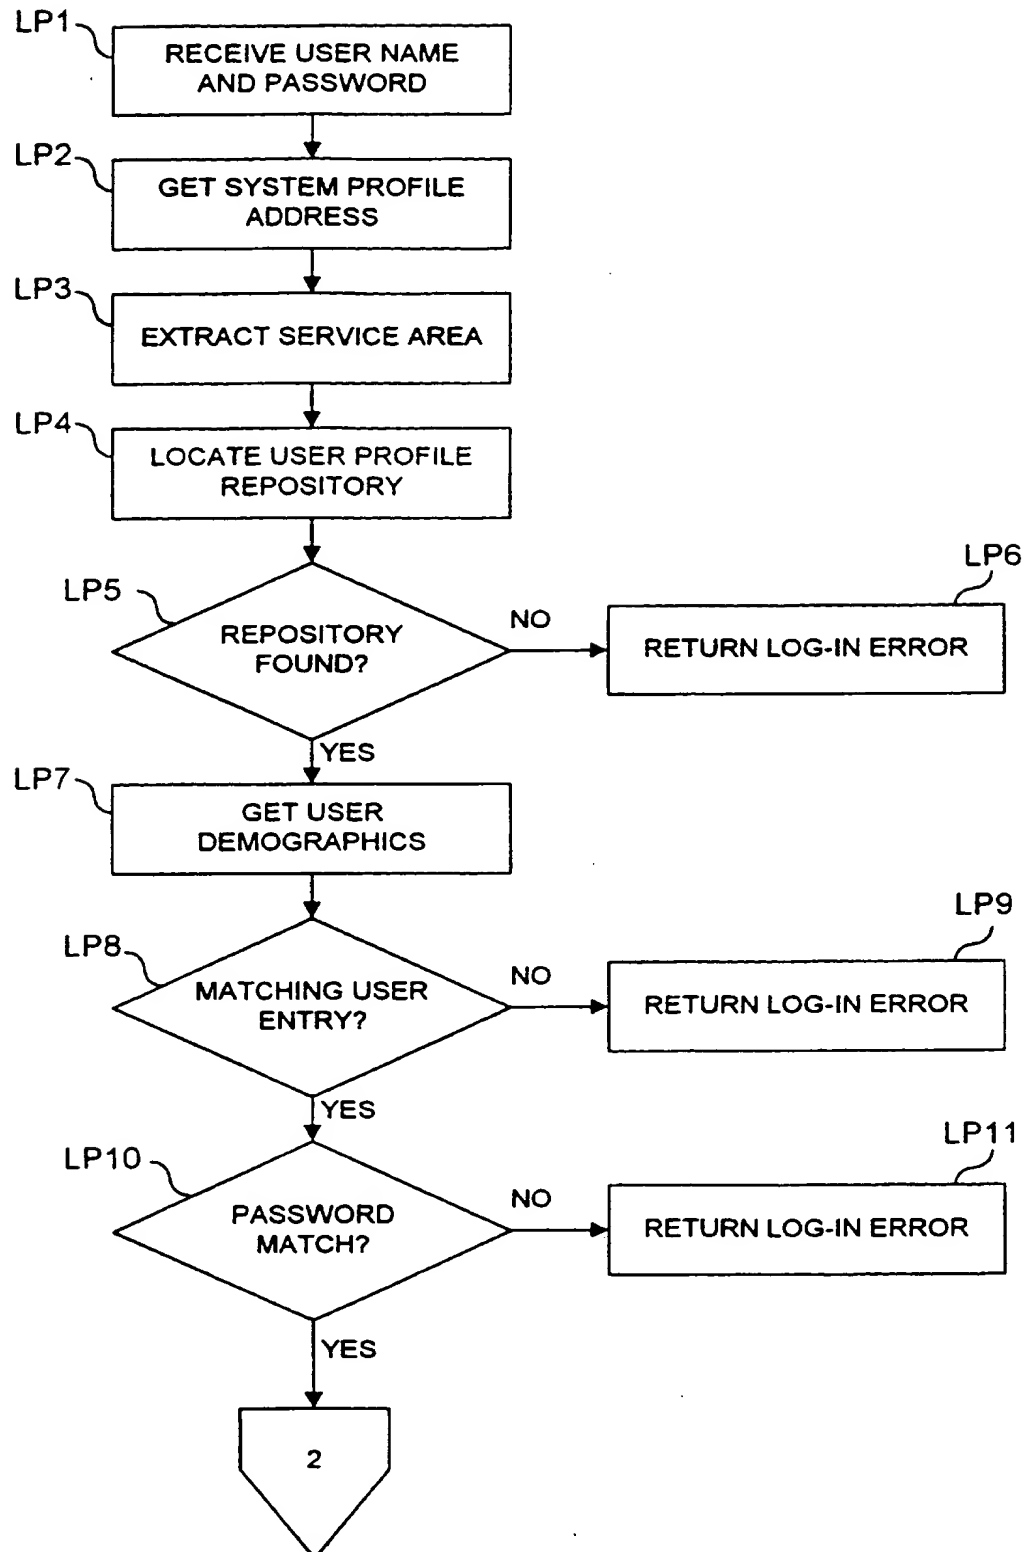 LP1
RECEIVE USER NAME
AND PASSWORD
LP2
GET SYSTEM PROFILE
ADDRESS
LP3
EXTRACT SERVICE AREA
LP4
LOCATE USER PROFILE
REPOSITORY
LP5
REPOSITORY
FOUND?
NO
LP6
RETURN LOG-IN ERROR
YES
LP7
GET USER
DEMOGRAPHICS
LP8
MATCHING USER
ENTRY?
NO
LP9
RETURN LOG-IN ERROR
YES
LP10
PASSWORD
MATCH?
NO
LP11
RETURN LOG-IN ERROR
YES
2